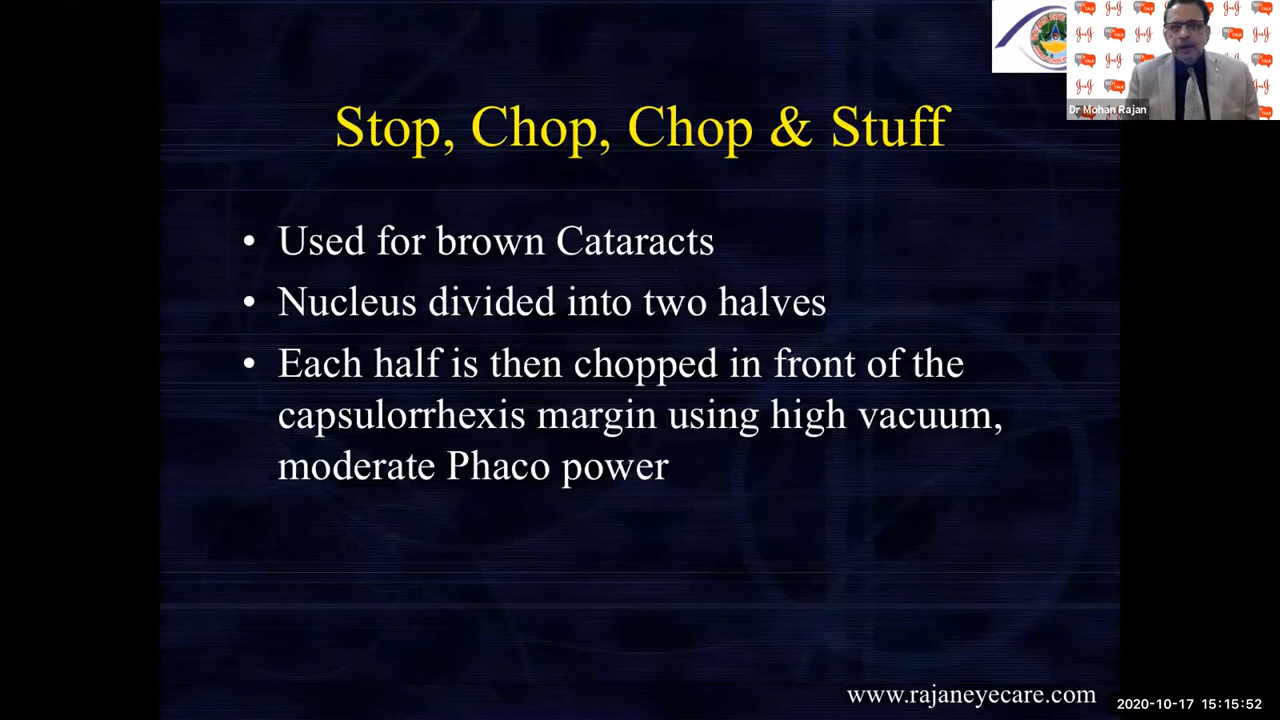 Stop, Chop, Chop & Stuff
• Used for brown Cataracts
• Nucleus divided into two halves
• Each half is then chopped in front of the
capsulorrhexis margin using high vacuum,
moderate Phaco power
www.rajaneyecare.com
Dr Mohan Rajan
2020-10-17 15:15:52